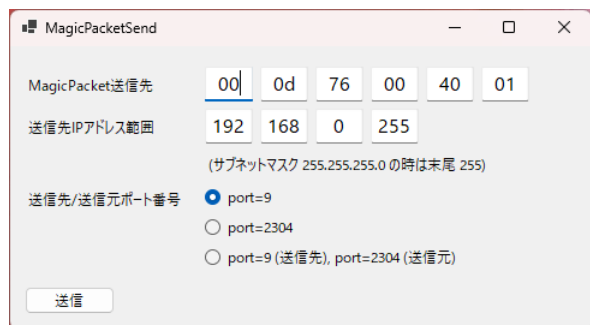 MagicPacketSend
MagicPacket送信先 00 0d 76 00 40 01
送信先IPアドレス範囲 192 168 0 255
(サブネットマスク 255.255.255.0 の時は末尾 255)
送信先/送信元ポート番号 port=9
port=2304
port=9 (送信先), port=2304 (送信元)
送信